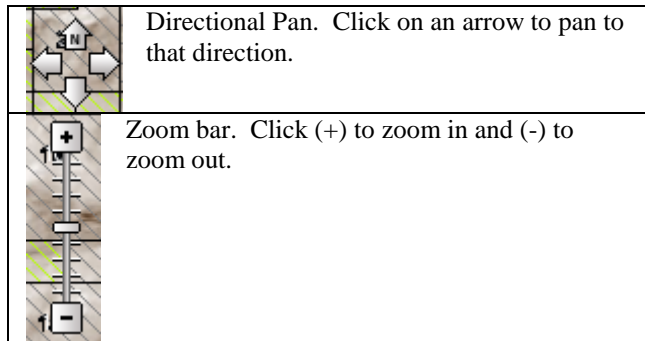 N
Directional Pan. Click on an arrow to pan to
that direction.
+
Zoom bar. Click (+) to zoom in and (-) to
zoom out.
-